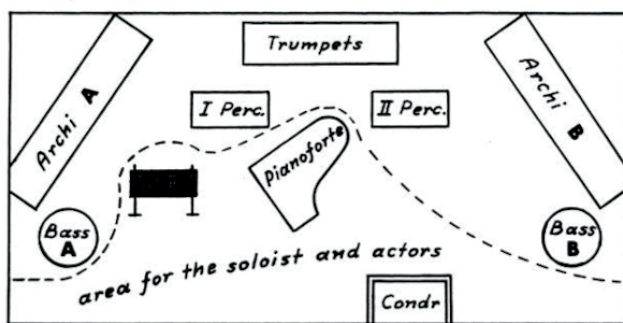 Trumpets
Archi A
Archi B
I Perc.
II Perc.
pianoforte
Bass
A
Bass
B
area for the soloist and actors
Condr